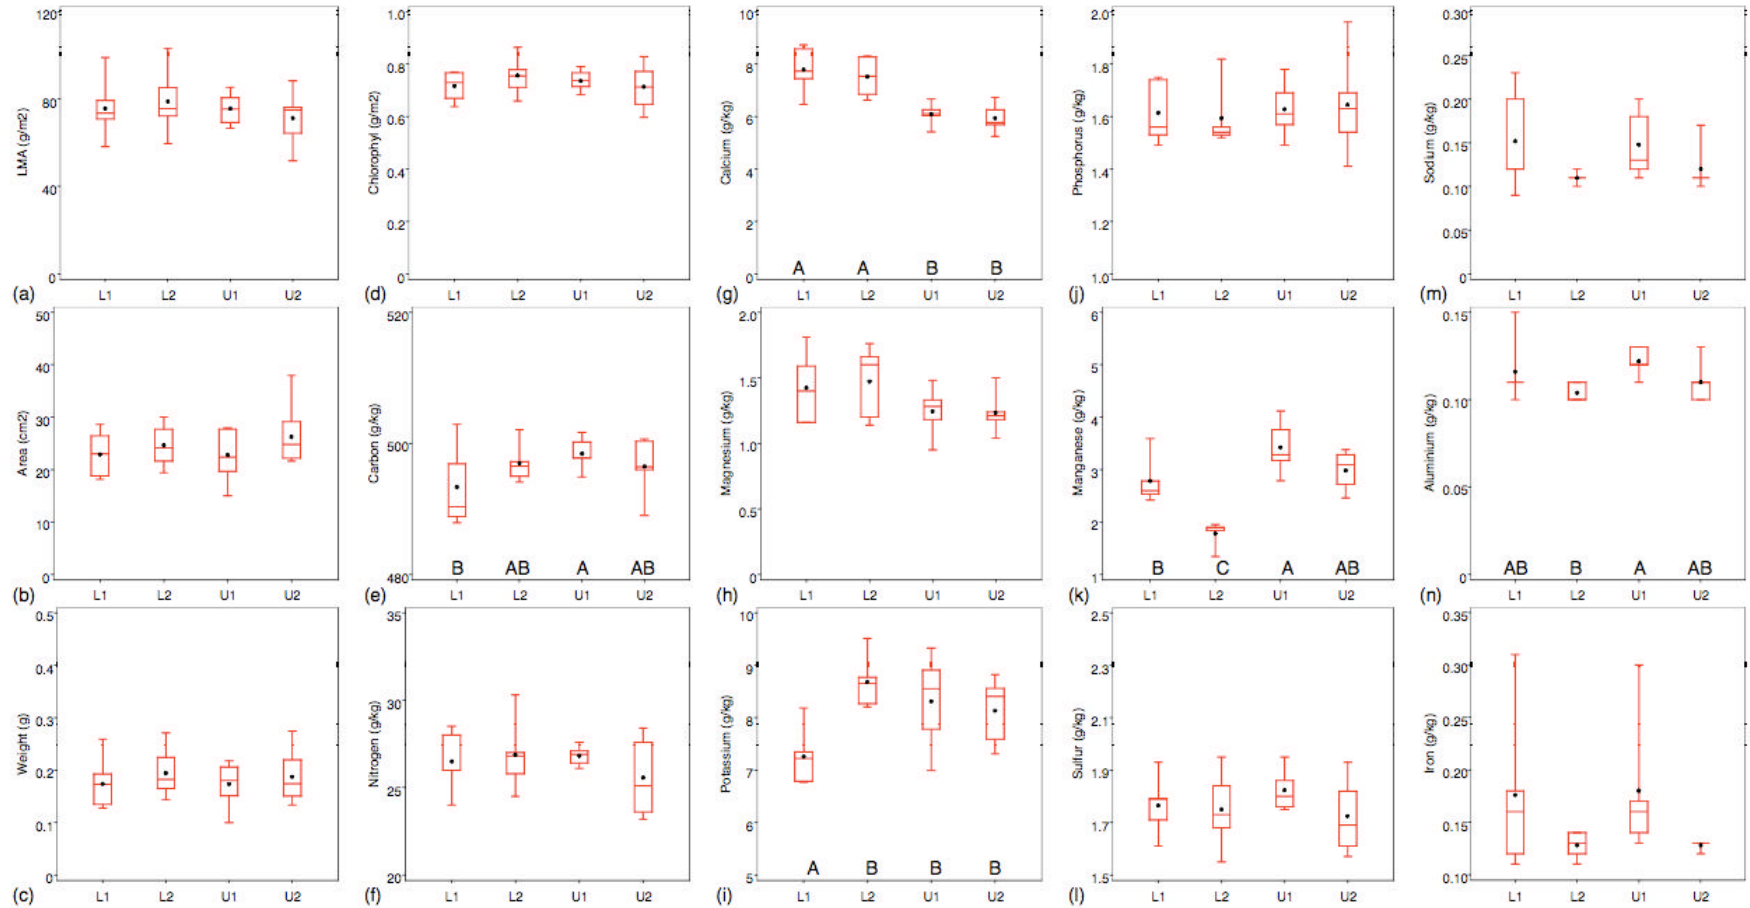 120
80
40
0
LMA (g/m2)
(a)
L1 L2 U1 U2
1.0
0.8
0.6
0.4
0.2
0
Chlorophyl (g/m2)
(d)
L1 L2 U1 U2
10
8
6
4
2
0
Calcium (g/kg)
A A B B
(g)
L1 L2 U1 U2
2.0
1.8
1.6
1.4
1.2
1.0
Phosphorus (g/kg)
(j)
L1 L2 U1 U2
0.30
0.25
0.20
0.15
0.10
0.05
0
Sodium (g/kg)
(m)
L1 L2 U1 U2
50
40
30
20
10
0
Area (cm2)
(b)
L1 L2 U1 U2
520
500
480
Carbon (g/kg)
B AB A AB
(e)
L1 L2 U1 U2
2.0
1.5
1.0
0.5
0
Magnesium (g/kg)
(h)
L1 L2 U1 U2
6
5
4
3
2
1
Manganese (g/kg)
B C A AB
(k)
L1 L2 U1 U2
0.15
0.10
0.05
0
Aluminium (g/kg)
AB B A AB
(n)
L1 L2 U1 U2
0.5
0.4
0.3
0.2
0.1
0
Weight (g)
(c)
L1 L2 U1 U2
35
30
25
20
Nitrogen (g/kg)
(f)
L1 L2 U1 U2
10
9
8
7
6
5
Potassium (g/kg)
A B B B
(i)
L1 L2 U1 U2
2.5
2.3
2.1
1.9
1.7
1.5
Sulfur (g/kg)
(l)
L1 L2 U1 U2
0.35
0.30
0.25
0.20
0.15
0.10
Iron (g/kg)
L1 L2 U1 U2